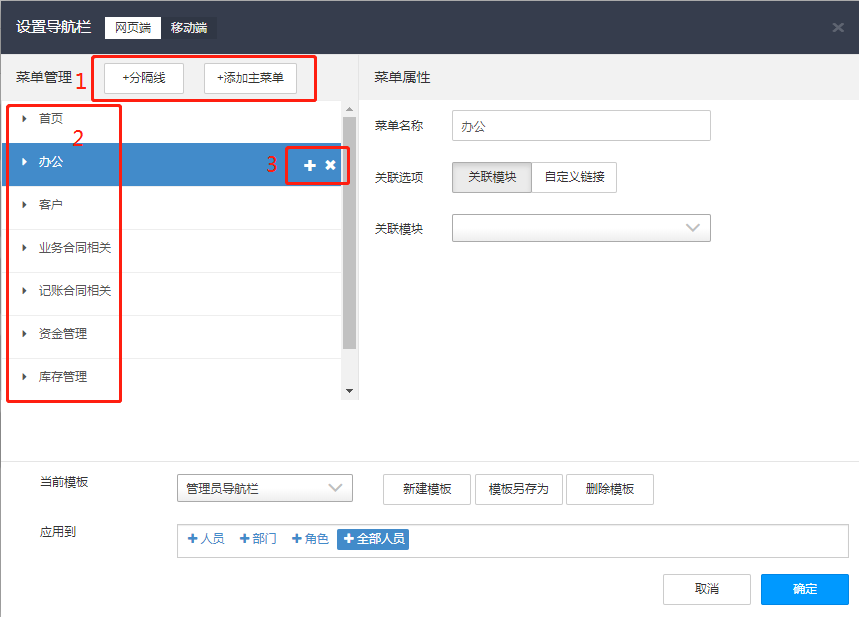 设置导航栏 网页端 移动端
菜单管理 1 +分隔线 +添加主菜单 菜单属性
首页
2
办公
3
客户
业务合同相关
记账合同相关
资金管理
库存管理
菜单名称 办公
关联选项 关联模块 自定义链接
关联模块
当前模板 管理员导航栏 新建模板 模板另存为 删除模板
应用到 +人员 +部门 +角色 +全部人员
取消 确定